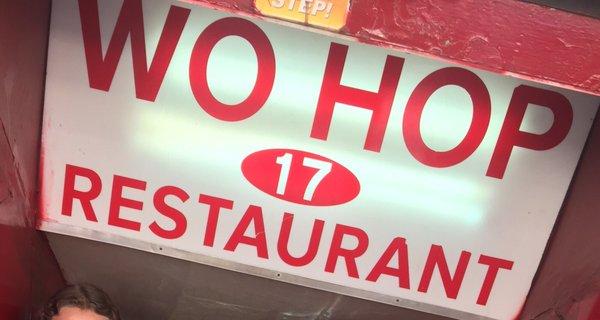 STEP!
WO HOP
17
RESTAURANT